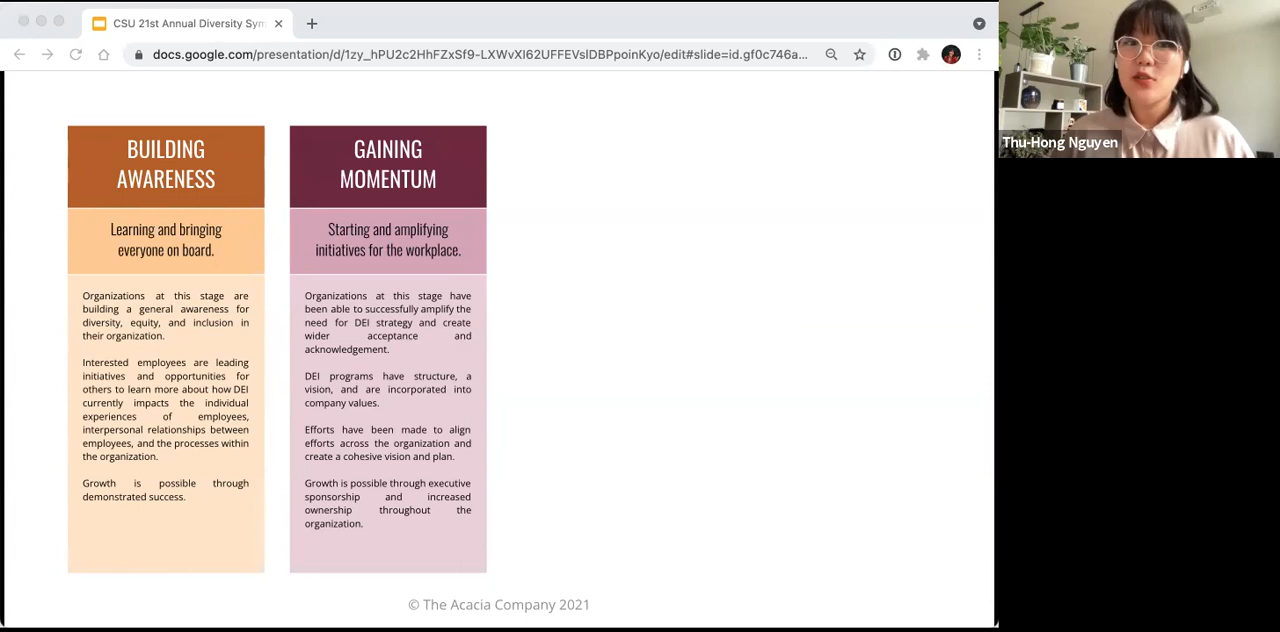 CSU 21st Annual Diversity Sym
docs.google.com/presentation/d/1zy_hPU2c2HhFZxSf9-LXWvXI62UFFEVslDBPpoinKyo/edit#slide=id.gf0c746a...
Thu-Hong Nguyen
BUILDING
AWARENESS
Learning and bringing
everyone on board.
Organizations at this stage are
building a general awareness for
diversity, equity, and inclusion in
their organization.
Interested employees are leading
initiatives and opportunities for
others to learn more about how DEI
currently impacts the individual
experiences of employees,
interpersonal relationships between
employees, and the processes within
the organization.
Growth is possible through
demonstrated success.
GAINING
MOMENTUM
Starting and amplifying
initiatives for the workplace.
Organizations at this stage have
been able to successfully amplify the
need for DEI strategy and create
wider acceptance and
acknowledgement.
DEI programs have structure, a
vision, and are incorporated into
company values.
Efforts have been made to align
efforts across the organization and
create a cohesive vision and plan.
Growth is possible through executive
sponsorship and increased
ownership throughout the
organization.
© The Acacia Company 2021